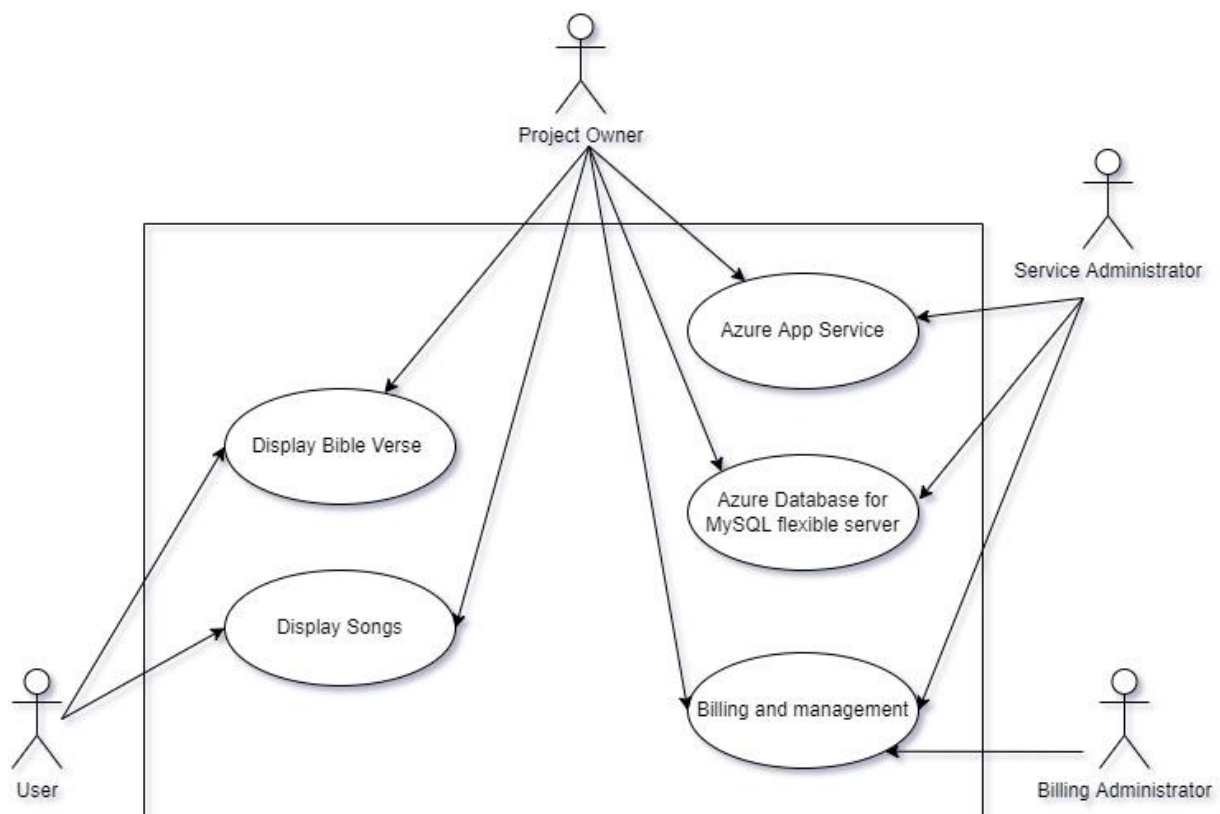 Project Owner
Service Administrator
Azure App Service
Display Bible Verse
Azure Database for
MySQL flexible server
Display Songs
Billing and management
User
Billing Administrator